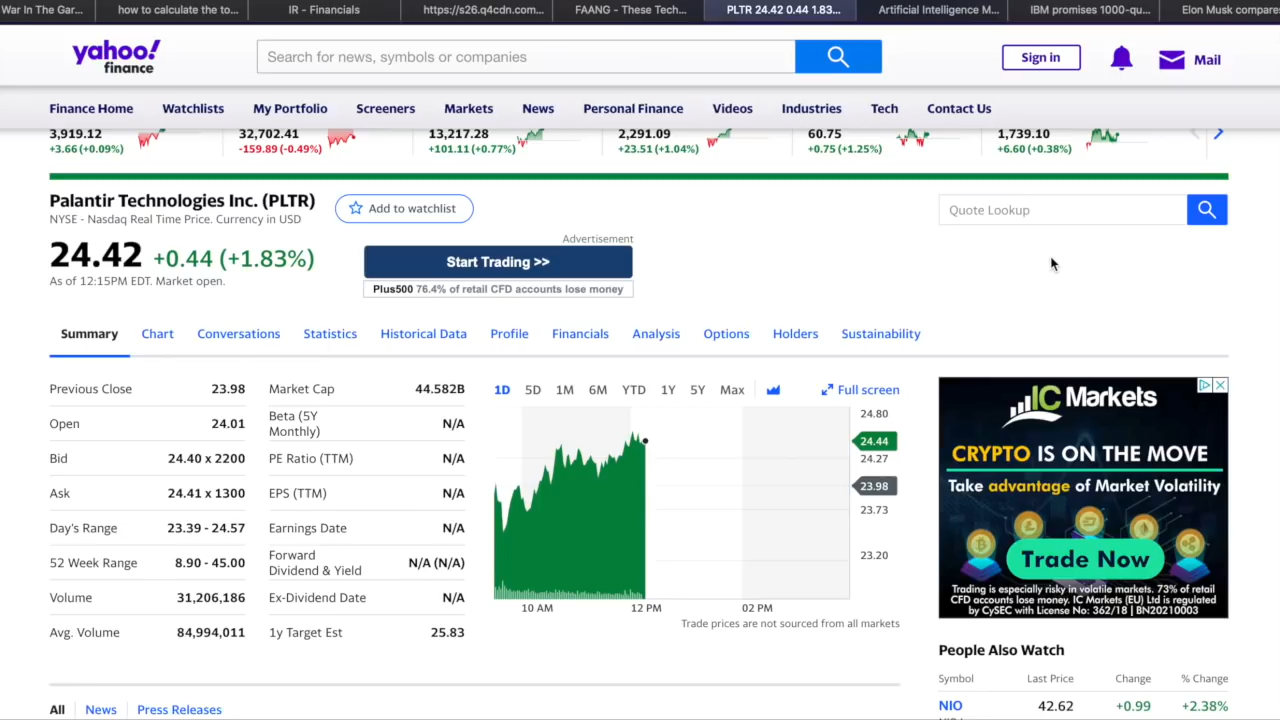 War In The Gar...
how to calculate the to...
IR - Financials
https://s26.q4cdn.com...
FAANG - These Tech...
PLTR 24.42 0.44 1.83...
Artificial Intelligence M...
IBM promises 1000-qu...
Elon Musk compare
yahoo!
finance
Search for news, symbols or companies
Sign in
Mail
Finance Home
Watchlists
My Portfolio
Screeners
Markets
News
Personal Finance
Videos
Industries
Tech
Contact Us
3,919.12
+3.66 (+0.09%)
32,702.41
-159.89 (-0.49%)
13,217.28
+101.11 (+0.77%)
2,291.09
+23.51 (+1.04%)
60.75
+0.75 (+1.25%)
1,739.10
+6.60 (+0.38%)
Palantir Technologies Inc. (PLTR)
NYSE - Nasdaq Real Time Price. Currency in USD
Add to watchlist
Quote Lookup
24.42 +0.44 (+1.83%)
As of 12:15PM EDT. Market open.
Advertisement
Start Trading >>
Plus500 76.4% of retail CFD accounts lose money
Summary
Chart
Conversations
Statistics
Historical Data
Profile
Financials
Analysis
Options
Holders
Sustainability
Previous Close 23.98
Open 24.01
Bid 24.40 x 2200
Ask 24.41 x 1300
Day's Range 23.39 - 24.57
52 Week Range 8.90 - 45.00
Volume 31,206,186
Avg. Volume 84,994,011
Market Cap 44.582B
Beta (5Y
Monthly) N/A
PE Ratio (TTM) N/A
EPS (TTM) N/A
Earnings Date N/A
Forward
Dividend & Yield N/A (N/A)
Ex-Dividend Date N/A
1y Target Est 25.83
1D 5D 1M 6M YTD 1Y 5Y Max
Full screen
24.80
24.44
24.27
23.98
23.73
23.20
10 AM 12 PM 02 PM
Trade prices are not sourced from all markets
IC Markets
CRYPTO IS ON THE MOVE
Take advantage of Market Volatility
Trade Now
Trading is especially risky in volatile markets. 73% of retail
CFD accounts lose money. IC Markets (EU) Ltd is regulated
by CySEC with License No: 362/18 | BN20210003
People Also Watch
Symbol Last Price Change % Change
NIO 42.62 +0.99 +2.38%
All
News
Press Releases